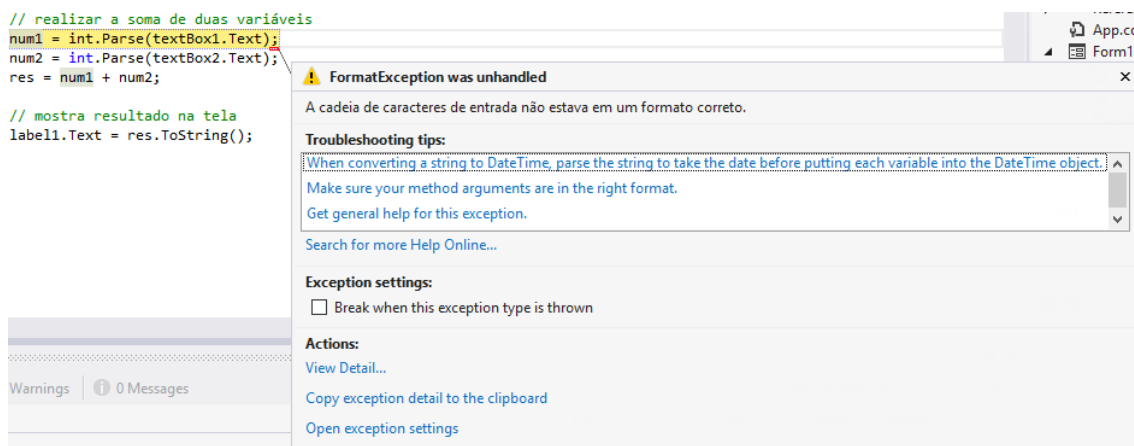 // realizar a soma de duas variáveis
num1 = int.Parse(textBox1.Text);
num2 = int.Parse(textBox2.Text);
res = num1 + num2;
// mostra resultado na tela
label1.Text = res.ToString();
App.co
Form1
FormatException was unhandled
A cadeia de caracteres de entrada não estava em um formato correto.
Troubleshooting tips:
When converting a string to DateTime, parse the string to take the date before putting each variable into the DateTime object.
Make sure your method arguments are in the right format.
Get general help for this exception.
Search for more Help Online...
Exception settings:
Break when this exception type is thrown
Actions:
View Detail...
Copy exception detail to the clipboard
Open exception settings
Warnings
0 Messages